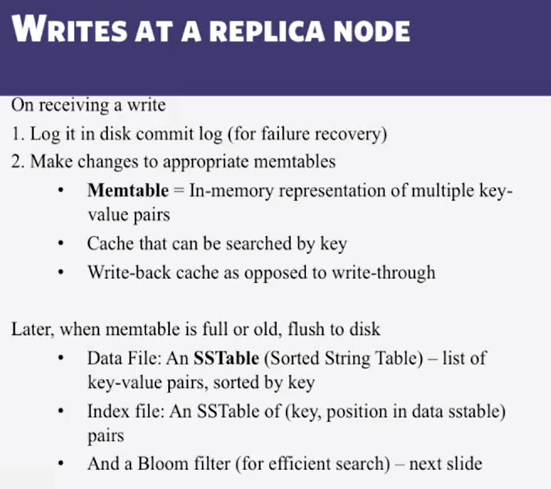 WRITES AT A REPLICA NODE
On receiving a write
1. Log it in disk commit log (for failure recovery)
2. Make changes to appropriate memtables
• Memtable = In-memory representation of multiple key-
value pairs
• Cache that can be searched by key
• Write-back cache as opposed to write-through
Later, when memtable is full or old, flush to disk
• Data File: An SSTable (Sorted String Table) – list of
key-value pairs, sorted by key
• Index file: An SSTable of (key, position in data sstable)
pairs
• And a Bloom filter (for efficient search) – next slide